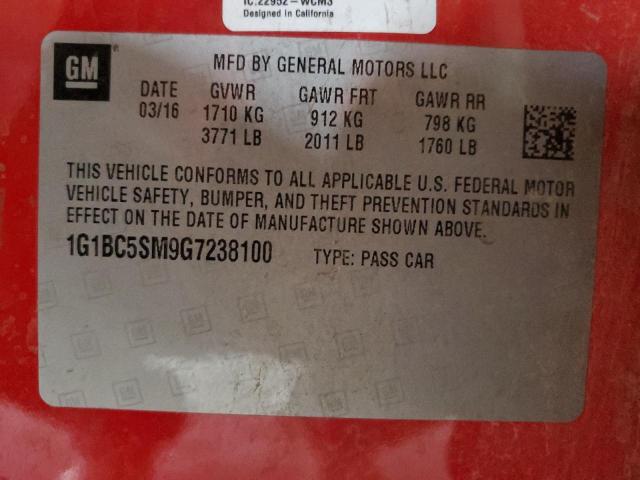 IC:22952-WCM3
Designed in California
GM
MFD BY GENERAL MOTORS LLC
DATE GVWR GAWR FRT GAWR RR
03/16 1710 KG 912 KG 798 KG
3771 LB 2011 LB 1760 LB
THIS VEHICLE CONFORMS TO ALL APPLICABLE U.S. FEDERAL MOTOR
VEHICLE SAFETY, BUMPER, AND THEFT PREVENTION STANDARDS IN
EFFECT ON THE DATE OF MANUFACTURE SHOWN ABOVE.
1G1BC5SM9G7238100 TYPE: PASS CAR